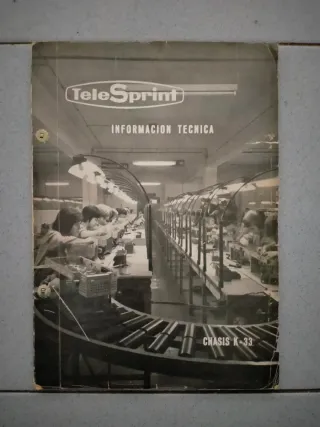 TeleSprint
INFORMACION TECNICA
CHASIS K-33